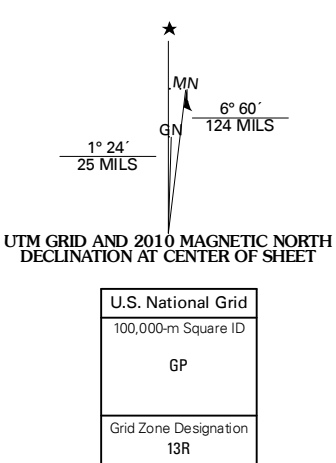 MN
6° 60´
124 MILS
GN
1° 24´
25 MILS
UTM GRID AND 2010 MAGNETIC NORTH
DECLINATION AT CENTER OF SHEET
U.S. National Grid
100,000-m Square ID
GP
Grid Zone Designation
13R